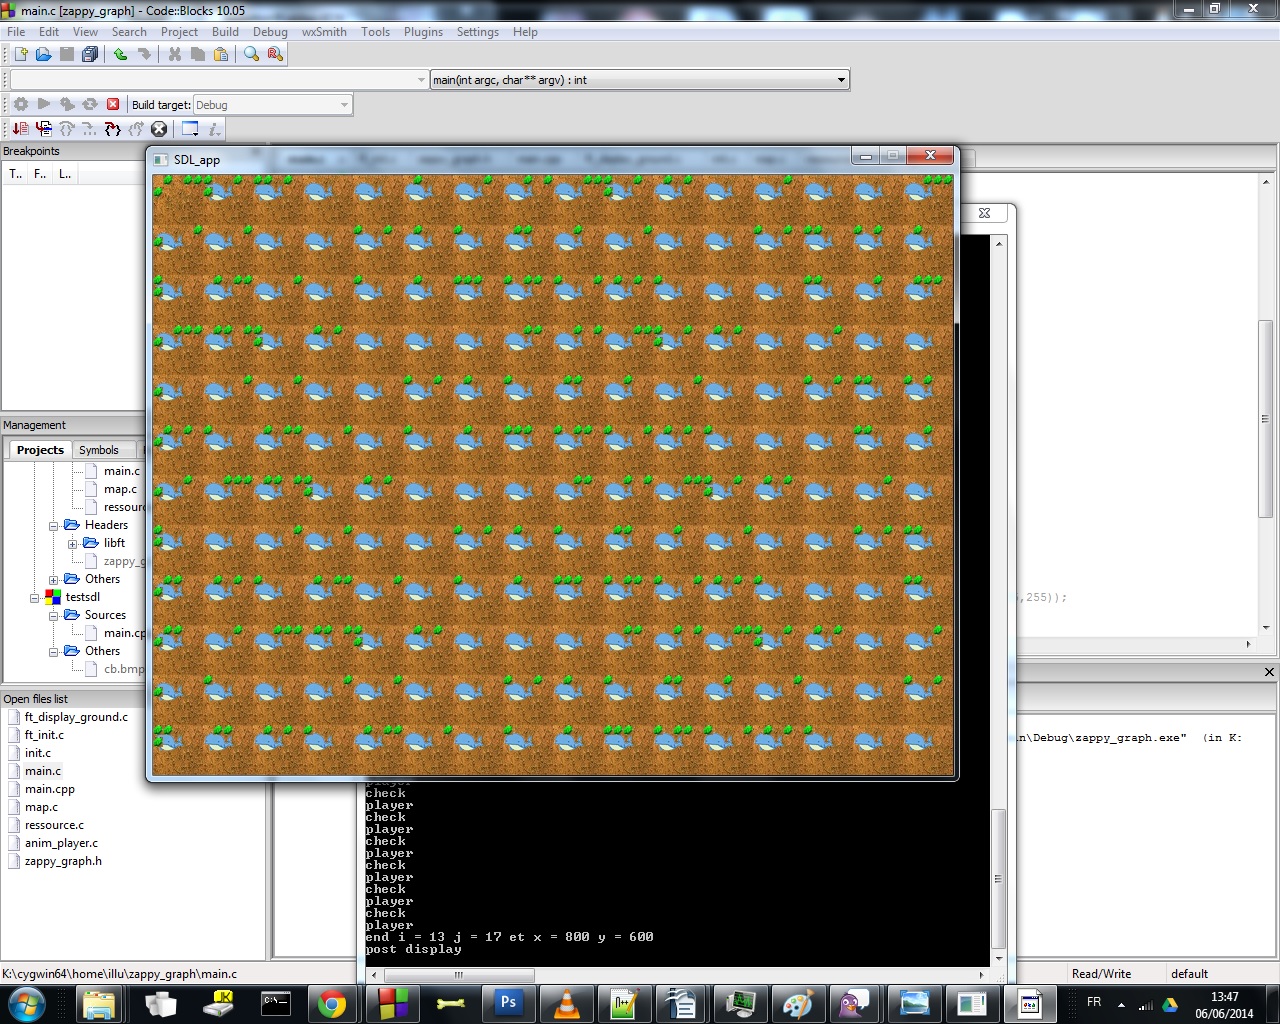 main.c [zappy_graph] - Code::Blocks 10.05
File Edit View Search Project Build Debug wxSmith Tools Plugins Settings Help
main(int argc, char** argv) : int
Build target: Debug
Breakpoints
T.. F.. L..
SDL_app
Management
Projects Symbols
main.c
map.c
ressour
Headers
libft
zappy_g
Others
testsdl
Sources
main.cp
Others
cb.bmp
,255));
Open files list
ft_display_ground.c
ft_init.c
init.c
main.c
main.cpp
map.c
ressource.c
anim_player.c
zappy_graph.h
n\Debug\zappy_graph.exe" (in K:
player
check
player
check
player
check
player
check
player
check
player
check
player
end i = 13 j = 17 et x = 800 y = 600
post display
K:\cygwin64\home\illu\zappy_graph\main.c
Read/Write
default
Ps
FR
13:47
06/06/2014